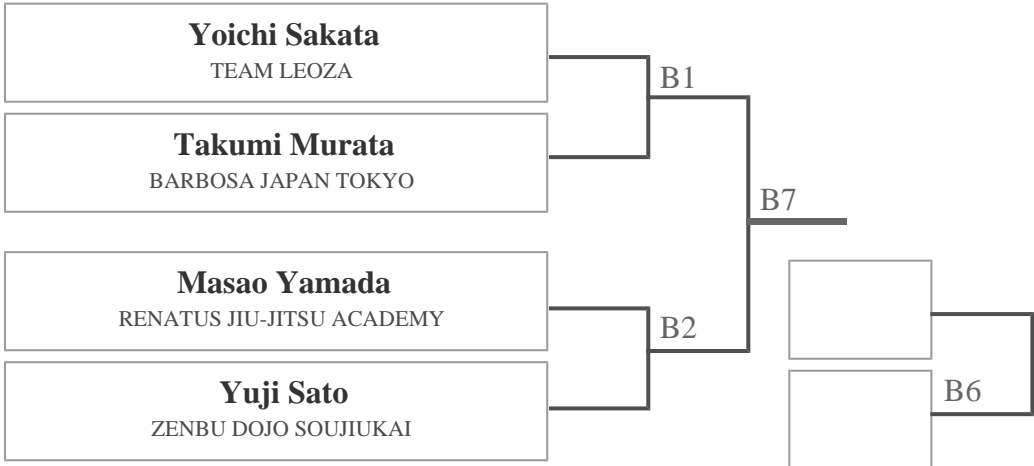 Yoichi Sakata
TEAM LEOZA
B1
Takumi Murata
BARBOSA JAPAN TOKYO
B7
Masao Yamada
RENATUS JIU-JITSU ACADEMY
B2
Yuji Sato
ZENBU DOJO SOUJIUKAI
B6